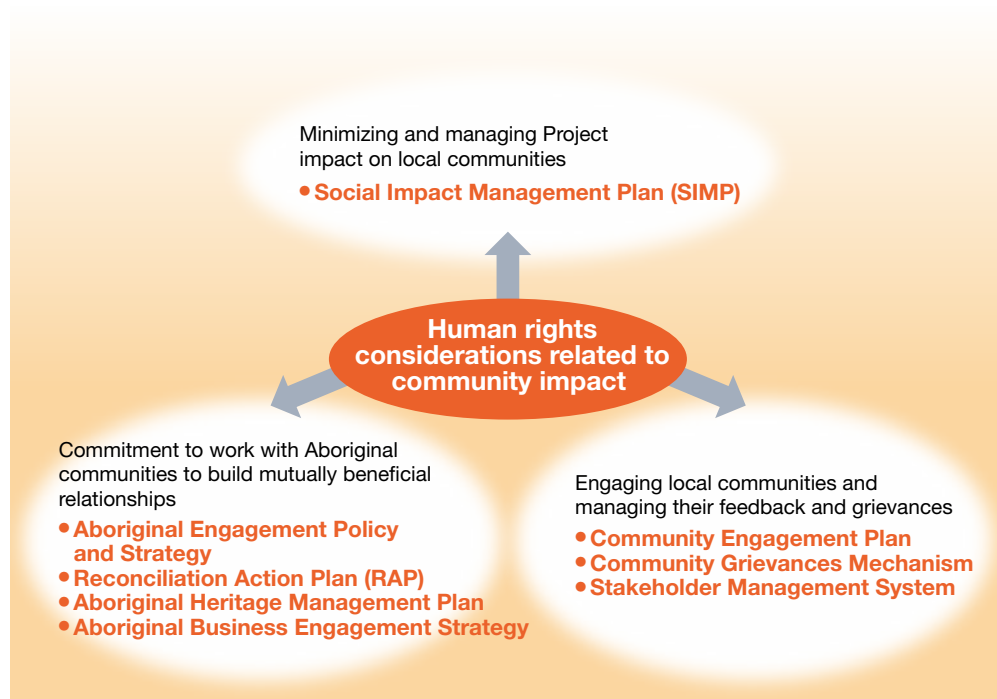 Minimizing and managing Project
impact on local communities
● Social Impact Management Plan (SIMP)
Human rights
considerations related to
community impact
Commitment to work with Aboriginal
communities to build mutually beneficial
relationships
● Aboriginal Engagement Policy
and Strategy
● Reconciliation Action Plan (RAP)
● Aboriginal Heritage Management Plan
● Aboriginal Business Engagement Strategy
Engaging local communities and
managing their feedback and grievances
● Community Engagement Plan
● Community Grievances Mechanism
● Stakeholder Management System